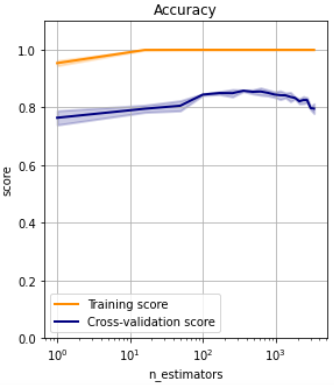 Accuracy
1.0
0.8
0.6
0.4
0.2
0.0
score
Training score
Cross-validation score
10⁰ 10¹ 10² 10³
n_estimators